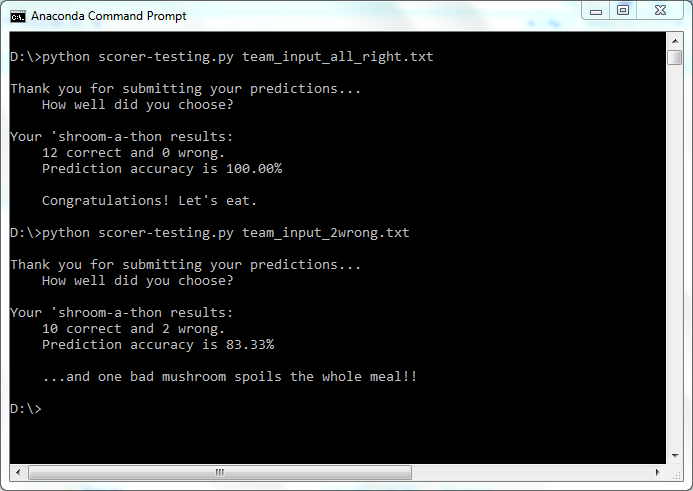 Anaconda Command Prompt
D:\>python scorer-testing.py team_input_all_right.txt
Thank you for submitting your predictions...
How well did you choose?
Your 'shroom-a-thon results:
12 correct and 0 wrong.
Prediction accuracy is 100.00%
Congratulations! Let's eat.
D:\>python scorer-testing.py team_input_2wrong.txt
Thank you for submitting your predictions...
How well did you choose?
Your 'shroom-a-thon results:
10 correct and 2 wrong.
Prediction accuracy is 83.33%
...and one bad mushroom spoils the whole meal!!
D:\>